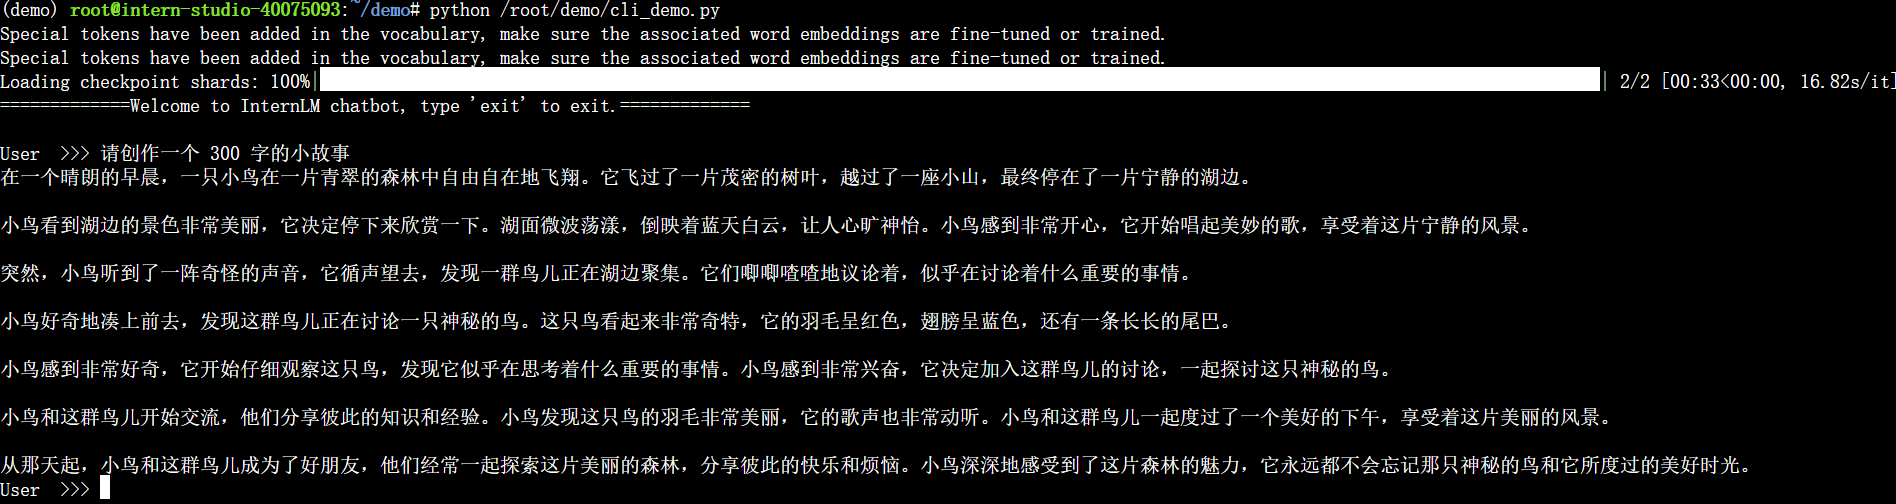 (demo) root@intern-studio-40075093:~/demo# python /root/demo/cli_demo.py
Special tokens have been added in the vocabulary, make sure the associated word embeddings are fine-tuned or trained.
Special tokens have been added in the vocabulary, make sure the associated word embeddings are fine-tuned or trained.
Loading checkpoint shards: 100%| | 2/2 [00:33<00:00, 16.82s/it]
=============Welcome to InternLM chatbot, type 'exit' to exit.=============
User  >>> 请创作一个 300 字的小故事
在一个晴朗的早晨，一只小鸟在一片青翠的森林中自由自在地飞翔。它飞过了一片茂密的树叶，越过了一座小山，最终停在了一片宁静的湖边。
小鸟看到湖边的景色非常美丽，它决定停下来欣赏一下。湖面微波荡漾，倒映着蓝天白云，让人心旷神怡。小鸟感到非常开心，它开始唱起美妙的歌，享受着这片宁静的风景。
突然，小鸟听到了一阵奇怪的声音，它循声望去，发现一群鸟儿正在湖边聚集。它们唧唧喳喳地议论着，似乎在讨论着什么重要的事情。
小鸟好奇地凑上前去，发现这群鸟儿正在讨论一只神秘的鸟。这只鸟看起来非常奇特，它的羽毛呈红色，翅膀呈蓝色，还有一条长长的尾巴。
小鸟感到非常好奇，它开始仔细观察这只鸟，发现它似乎在思考着什么重要的事情。小鸟感到非常兴奋，它决定加入这群鸟儿的讨论，一起探讨这只神秘的鸟。
小鸟和这群鸟儿开始交流，他们分享彼此的知识和经验。小鸟发现这只鸟的羽毛非常美丽，它的歌声也非常动听。小鸟和这群鸟儿一起度过了一个美好的下午，享受着这片美丽的风景。
从那天起，小鸟和这群鸟儿成为了好朋友，他们经常一起探索这片美丽的森林，分享彼此的快乐和烦恼。小鸟深深地感受到了这片森林的魅力，它永远都不会忘记那只神秘的鸟和它所度过的美好时光。
User  >>>